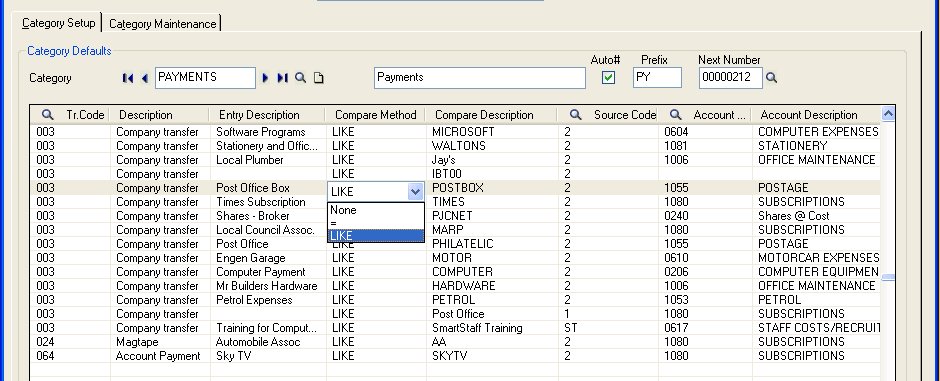 Category Setup Category Maintenance
Category Defaults
Auto# Prefix Next Number
Category PAYMENTS Payments PY 00000212
Tr.Code Description Entry Description Compare Method Compare Description Source Code Account ... Account Description
003 Company transfer Software Programs LIKE MICROSOFT 2 0604 COMPUTER EXPENSES
003 Company transfer Stationery and Offic... LIKE WALTONS 2 1081 STATIONERY
003 Company transfer Local Plumber LIKE Jay's 2 1006 OFFICE MAINTENANCE
003 Company transfer LIKE IBT00 2
003 Company transfer Post Office Box LIKE POSTBOX 2 1055 POSTAGE
003 Company transfer Times Subscription None TIMES 2 1080 SUBSCRIPTIONS
003 Company transfer Shares - Broker = PJCNET 2 0240 Shares @ Cost
003 Company transfer Local Council Assoc. LIKE MARP 2 1080 SUBSCRIPTIONS
003 Company transfer Post Office LIKE PHILATELIC 2 1055 POSTAGE
003 Company transfer Engen Garage LIKE MOTOR 2 0610 MOTORCAR EXPENSES
003 Company transfer Computer Payment LIKE COMPUTER 2 0206 COMPUTER EQUIPMEN
003 Company transfer Mr Builders Hardware LIKE HARDWARE 2 1006 OFFICE MAINTENANCE
003 Company transfer Petrol Expenses LIKE PETROL 2 1053 PETROL
003 Company transfer LIKE Post Office 1 1080 SUBSCRIPTIONS
003 Company transfer Training for Comput... LIKE SmartStaff Training ST 0617 STAFF COSTS/RECRUIT
024 Magtape Automobile Assoc LIKE AA 2 1080 SUBSCRIPTIONS
064 Account Payment Sky TV LIKE SKYTV 2 1080 SUBSCRIPTIONS